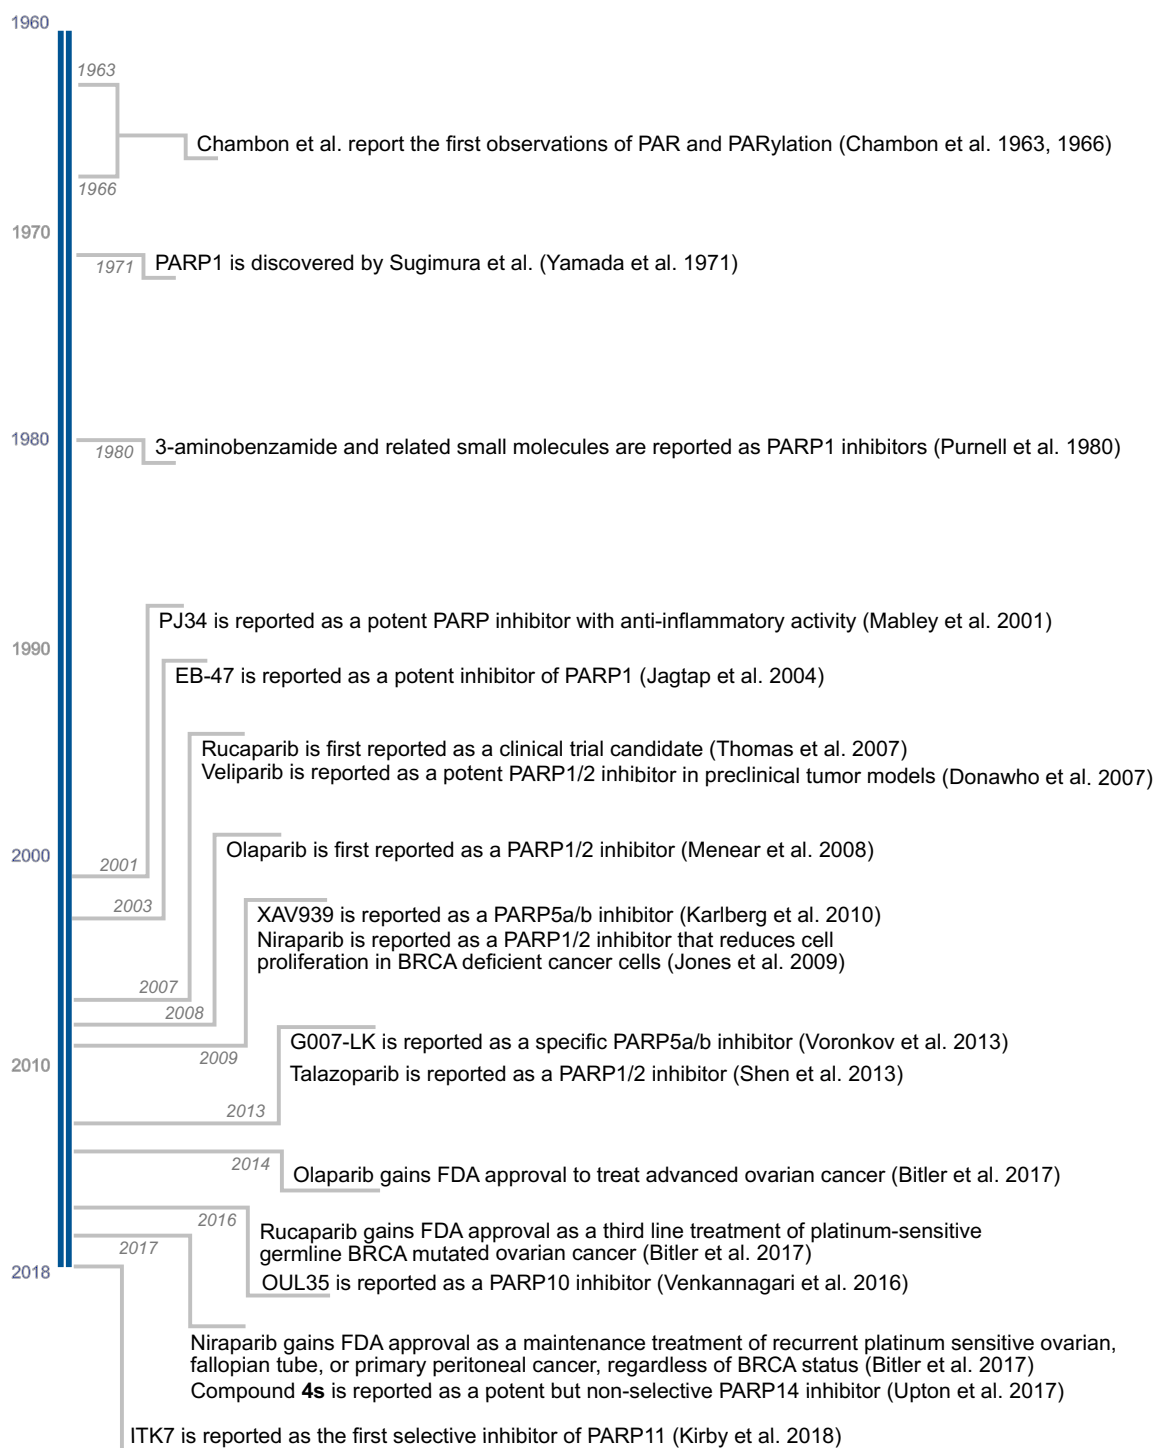 1960
1963
Chambon et al. report the first observations of PAR and PARylation (Chambon et al. 1963, 1966)
1966
1970
1971
PARP1 is discovered by Sugimura et al. (Yamada et al. 1971)
1980
1980
3-aminobenzamide and related small molecules are reported as PARP1 inhibitors (Purnell et al. 1980)
PJ34 is reported as a potent PARP inhibitor with anti-inflammatory activity (Mabley et al. 2001)
1990
EB-47 is reported as a potent inhibitor of PARP1 (Jagtap et al. 2004)
Rucaparib is first reported as a clinical trial candidate (Thomas et al. 2007)
Veliparib is reported as a potent PARP1/2 inhibitor in preclinical tumor models (Donawho et al. 2007)
Olaparib is first reported as a PARP1/2 inhibitor (Menear et al. 2008)
2000
2001
2003
XAV939 is reported as a PARP5a/b inhibitor (Karlberg et al. 2010)
Niraparib is reported as a PARP1/2 inhibitor that reduces cell
proliferation in BRCA deficient cancer cells (Jones et al. 2009)
2007
2008
2009
G007-LK is reported as a specific PARP5a/b inhibitor (Voronkov et al. 2013)
2010
Talazoparib is reported as a PARP1/2 inhibitor (Shen et al. 2013)
2013
2014
Olaparib gains FDA approval to treat advanced ovarian cancer (Bitler et al. 2017)
2016
Rucaparib gains FDA approval as a third line treatment of platinum-sensitive
germline BRCA mutated ovarian cancer (Bitler et al. 2017)
2017
2018
OUL35 is reported as a PARP10 inhibitor (Venkannagari et al. 2016)
Niraparib gains FDA approval as a maintenance treatment of recurrent platinum sensitive ovarian,
fallopian tube, or primary peritoneal cancer, regardless of BRCA status (Bitler et al. 2017)
Compound 4s is reported as a potent but non-selective PARP14 inhibitor (Upton et al. 2017)
ITK7 is reported as the first selective inhibitor of PARP11 (Kirby et al. 2018)